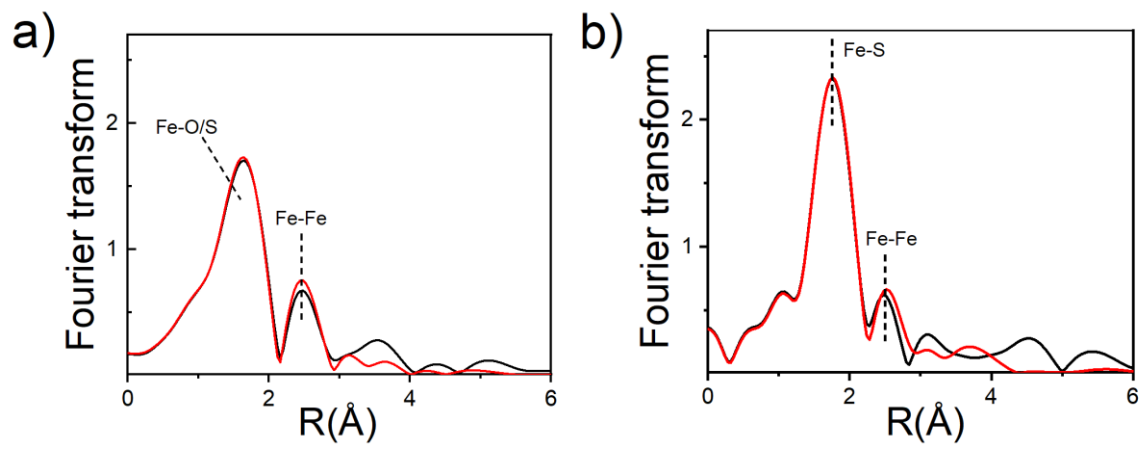 a)
Fourier transform
2
1
Fe-O/S
Fe-Fe
0
2
4
6
R(Å)
b)
Fourier transform
2
1
Fe-S
Fe-Fe
0
2
4
6
R(Å)